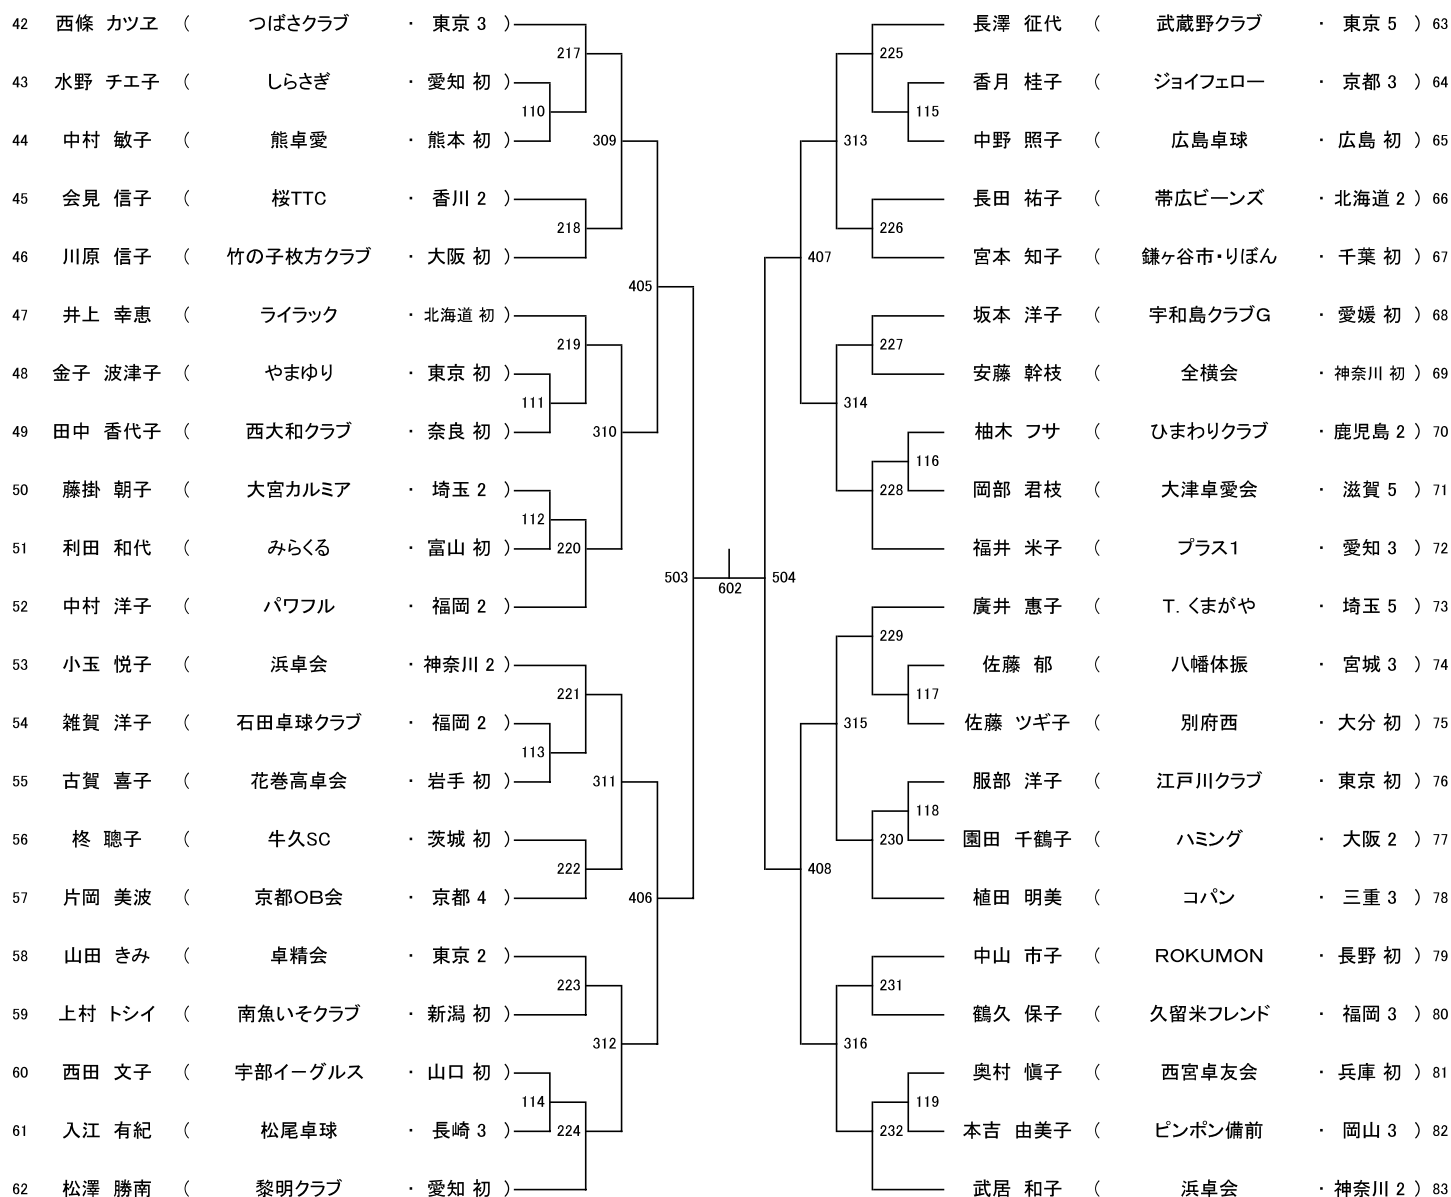 42 西條 カツヱ ( つばさクラブ ・ 東京 3 )
217
43 水野 チエ子 ( しらさぎ ・ 愛知 初 )
110
44 中村 敏子 ( 熊卓愛 ・ 熊本 初 )
309
45 会見 信子 ( 桜TTC ・ 香川 2 )
218
46 川原 信子 ( 竹の子枚方クラブ ・ 大阪 初 )
405
47 井上 幸恵 ( ライラック ・ 北海道 初 )
219
48 金子 波津子 ( やまゆり ・ 東京 初 )
111
49 田中 香代子 ( 西大和クラブ ・ 奈良 初 )
310
50 藤掛 朝子 ( 大宮カルミア ・ 埼玉 2 )
112
51 利田 和代 ( みらくる ・ 富山 初 )
220
503
52 中村 洋子 ( パワフル ・ 福岡 2 )
53 小玉 悦子 ( 浜卓会 ・ 神奈川 2 )
221
54 雑賀 洋子 ( 石田卓球クラブ ・ 福岡 2 )
113
55 古賀 喜子 ( 花巻高卓会 ・ 岩手 初 )
311
56 柊 聰子 ( 牛久SC ・ 茨城 初 )
222
57 片岡 美波 ( 京都OB会 ・ 京都 4 )
406
58 山田 きみ ( 卓精会 ・ 東京 2 )
223
59 上村 トシイ ( 南魚いそクラブ ・ 新潟 初 )
312
60 西田 文子 ( 宇部イーグルス ・ 山口 初 )
114
61 入江 有紀 ( 松尾卓球 ・ 長崎 3 )
224
62 松澤 勝南 ( 黎明クラブ ・ 愛知 初 )
602
長澤 征代 ( 武蔵野クラブ ・ 東京 5 ) 63
225
香月 桂子 ( ジョイフェロー ・ 京都 3 ) 64
115
中野 照子 ( 広島卓球 ・ 広島 初 ) 65
313
長田 祐子 ( 帯広ビーンズ ・ 北海道 2 ) 66
226
宮本 知子 ( 鎌ヶ谷市・りぼん ・ 千葉 初 ) 67
407
坂本 洋子 ( 宇和島クラブG ・ 愛媛 初 ) 68
227
安藤 幹枝 ( 全横会 ・ 神奈川 初 ) 69
314
柚木 フサ ( ひまわりクラブ ・ 鹿児島 2 ) 70
116
岡部 君枝 ( 大津卓愛会 ・ 滋賀 5 ) 71
228
福井 米子 ( プラス1 ・ 愛知 3 ) 72
504
廣井 惠子 ( T. くまがや ・ 埼玉 5 ) 73
229
佐藤 郁 ( 八幡体振 ・ 宮城 3 ) 74
117
佐藤 ツギ子 ( 別府西 ・ 大分 初 ) 75
315
服部 洋子 ( 江戸川クラブ ・ 東京 初 ) 76
118
園田 千鶴子 ( ハミング ・ 大阪 2 ) 77
230
408
植田 明美 ( コパン ・ 三重 3 ) 78
中山 市子 ( ROKUMON ・ 長野 初 ) 79
231
鶴久 保子 ( 久留米フレンド ・ 福岡 3 ) 80
316
奥村 愼子 ( 西宮卓友会 ・ 兵庫 初 ) 81
119
本吉 由美子 ( ピンポン備前 ・ 岡山 3 ) 82
232
武居 和子 ( 浜卓会 ・ 神奈川 2 ) 83